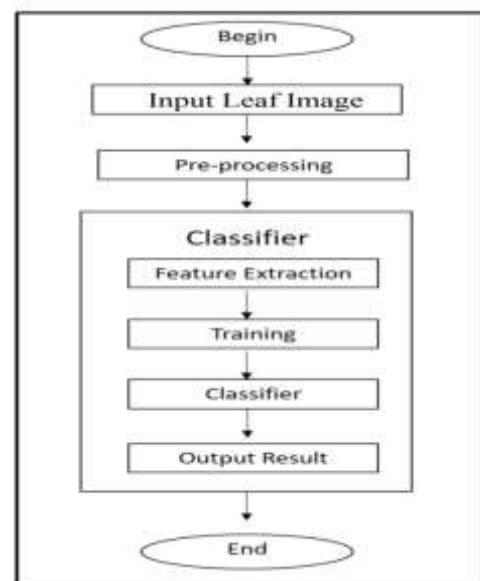 Begin
Input Leaf Image
Pre-processing
Classifier
Feature Extraction
Training
Classifier
Output Result
End